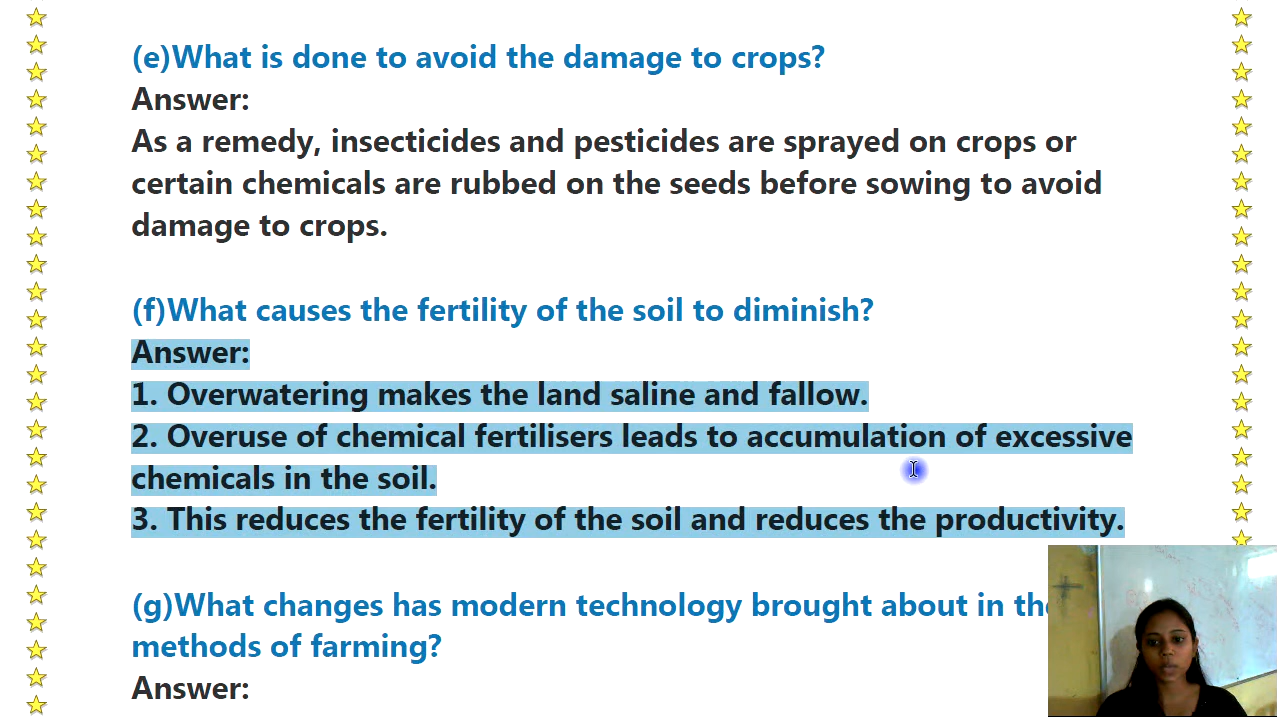 (e)What is done to avoid the damage to crops?
Answer:
As a remedy, insecticides and pesticides are sprayed on crops or
certain chemicals are rubbed on the seeds before sowing to avoid
damage to crops.
(f)What causes the fertility of the soil to diminish?
Answer:
1. Overwatering makes the land saline and fallow.
2. Overuse of chemical fertilisers leads to accumulation of excessive
chemicals in the soil.
3. This reduces the fertility of the soil and reduces the productivity.
(g)What changes has modern technology brought about in the
methods of farming?
Answer: